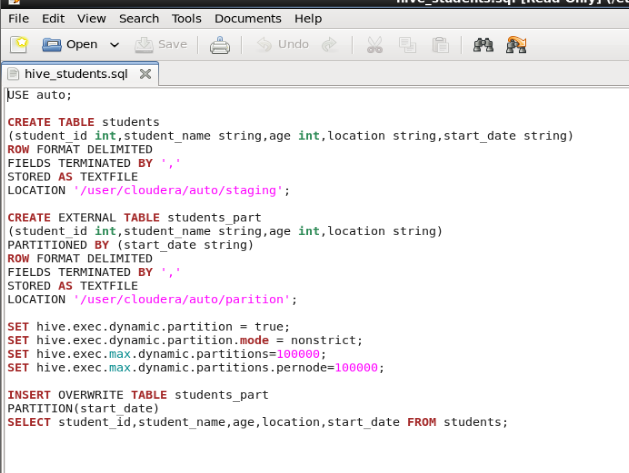 File Edit View Search Tools Documents Help
Open Save Undo
hive_students.sql
USE auto;
CREATE TABLE students
(student_id int,student_name string,age int,location string,start_date string)
ROW FORMAT DELIMITED
FIELDS TERMINATED BY ','
STORED AS TEXTFILE
LOCATION '/user/cloudera/auto/staging';
CREATE EXTERNAL TABLE students_part
(student_id int,student_name string,age int,location string)
PARTITIONED BY (start_date string)
ROW FORMAT DELIMITED
FIELDS TERMINATED BY ','
STORED AS TEXTFILE
LOCATION '/user/cloudera/auto/parition';
SET hive.exec.dynamic.partition = true;
SET hive.exec.dynamic.partition.mode = nonstrict;
SET hive.exec.max.dynamic.partitions=100000;
SET hive.exec.max.dynamic.partitions.pernode=100000;
INSERT OVERWRITE TABLE students_part
PARTITION(start_date)
SELECT student_id,student_name,age,location,start_date FROM students;